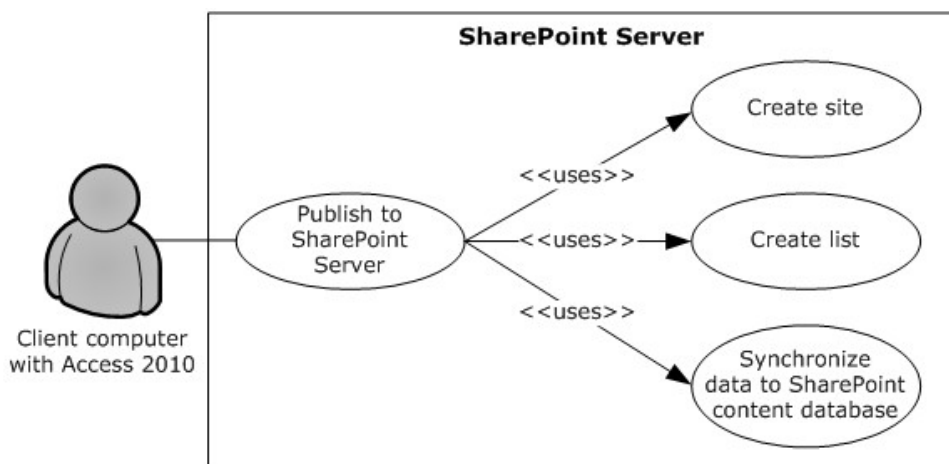 SharePoint Server
Create site
<<uses>>
Publish to
SharePoint
Server
<<uses>>
Create list
<<uses>>
Client computer
with Access 2010
Synchronize
data to SharePoint
content database